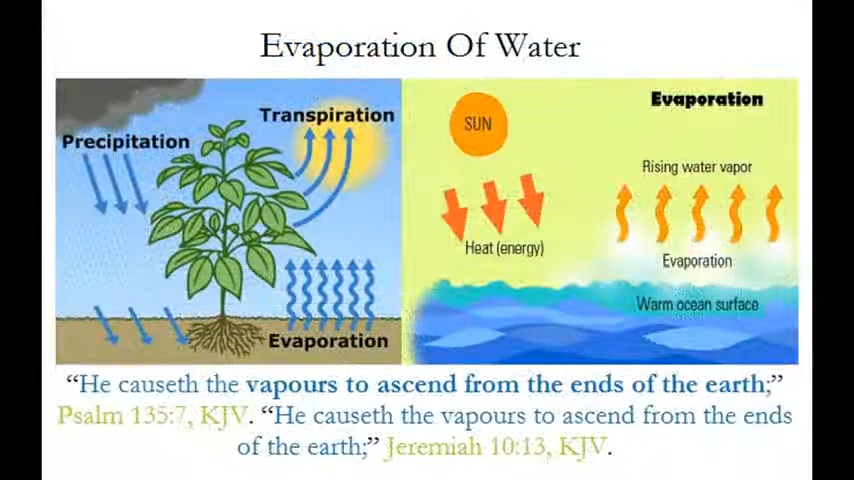 Evaporation Of Water
Precipitation
Transpiration
Evaporation
Evaporation
SUN
Rising water vapor
Heat (energy)
Evaporation
Warm ocean surface
“He causeth the vapours to ascend from the ends of the earth;”
Psalm 135:7, KJV. “He causeth the vapours to ascend from the ends
of the earth;” Jeremiah 10:13, KJV.